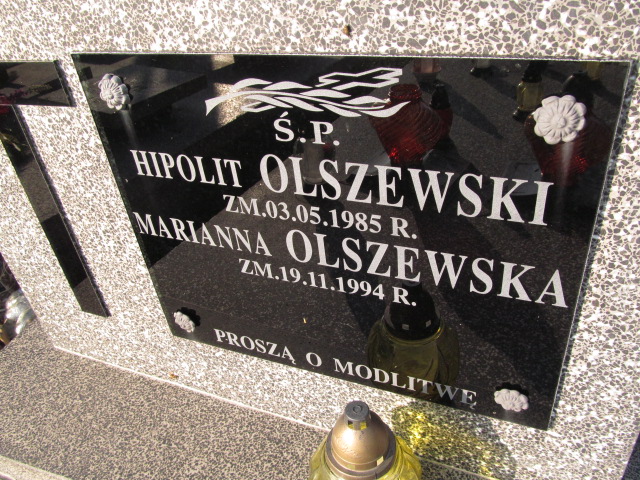 Ś.P.
HIPOLIT OLSZEWSKI
ZM.03.05.1985 R.
MARIANNA OLSZEWSKA
ZM.19.11.1994 R.
PROSZĄ O MODLITWĘ